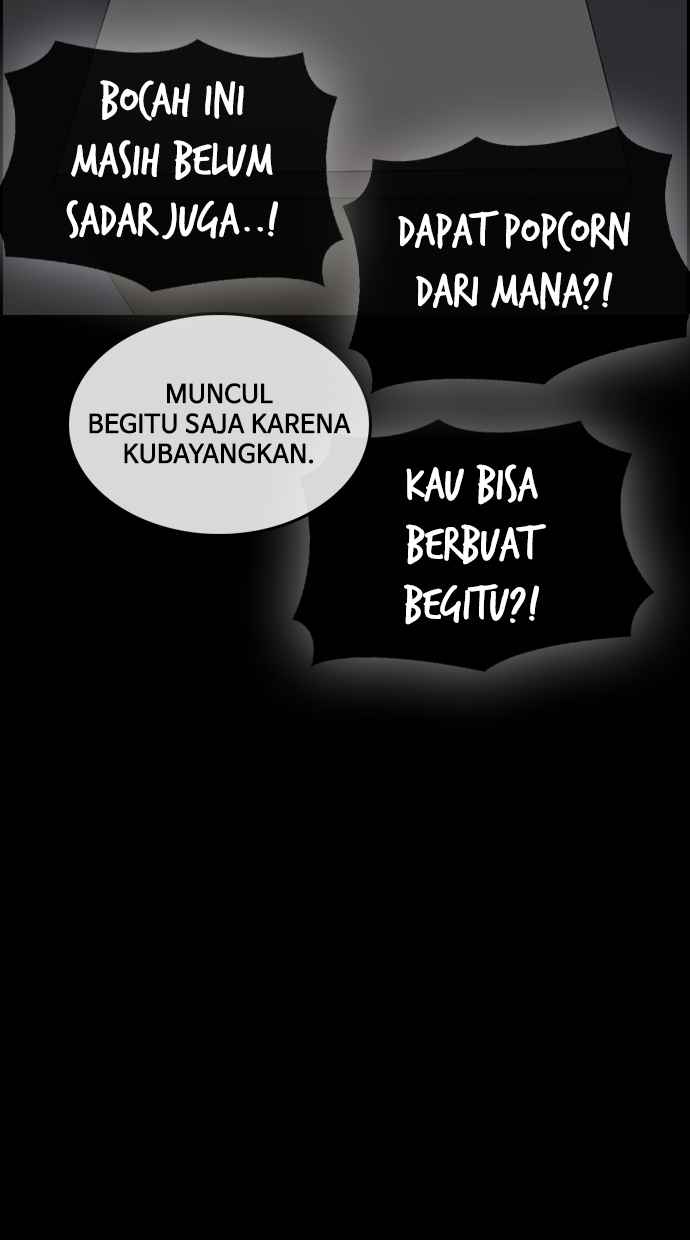 BOCAH INI
MASIH BELUM
SADAR JUGA..!
DAPAT POPCORN
DARI MANA?!
MUNCUL
BEGITU SAJA KARENA
KUBAYANGKAN.
KAU BISA
BERBUAT
BEGITU?!